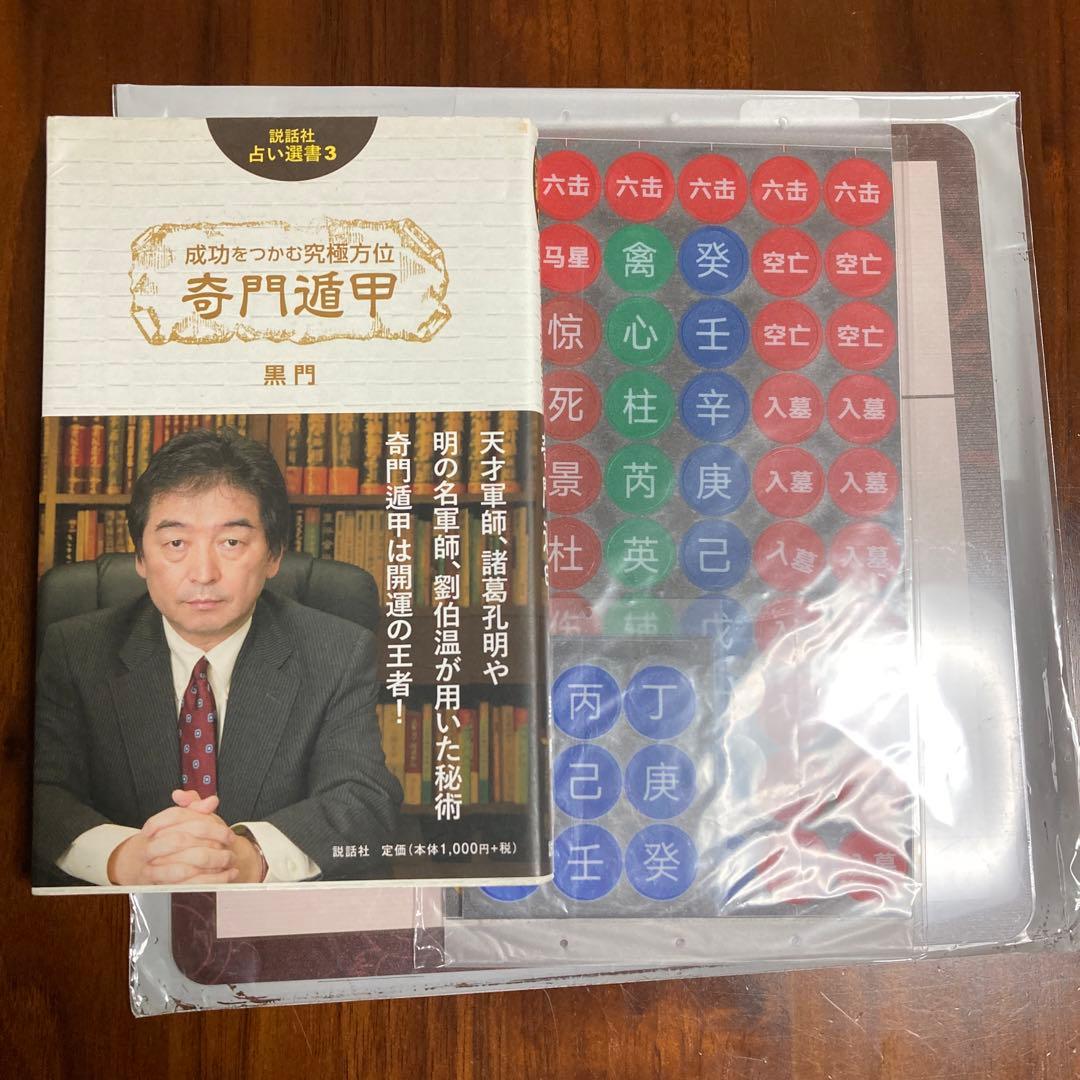 説話社
占い選書3
成功をつかむ究極方位
奇門遁甲
黒門
天才軍師、諸葛孔明や
明の名軍師、劉伯温が用いた秘術
奇門遁甲は開運の王者!
説話社 定価(本体1,000円+税)
六击 六击 六击 六击 六击
马星 禽 癸 空亡 空亡
惊 心 壬 空亡 空亡
死 柱 辛 入墓 入墓
景 芮 庚 入墓 入墓
杜 英 己 入墓 入墓
伤 辅 戊
丙 丁
己 庚
壬 癸